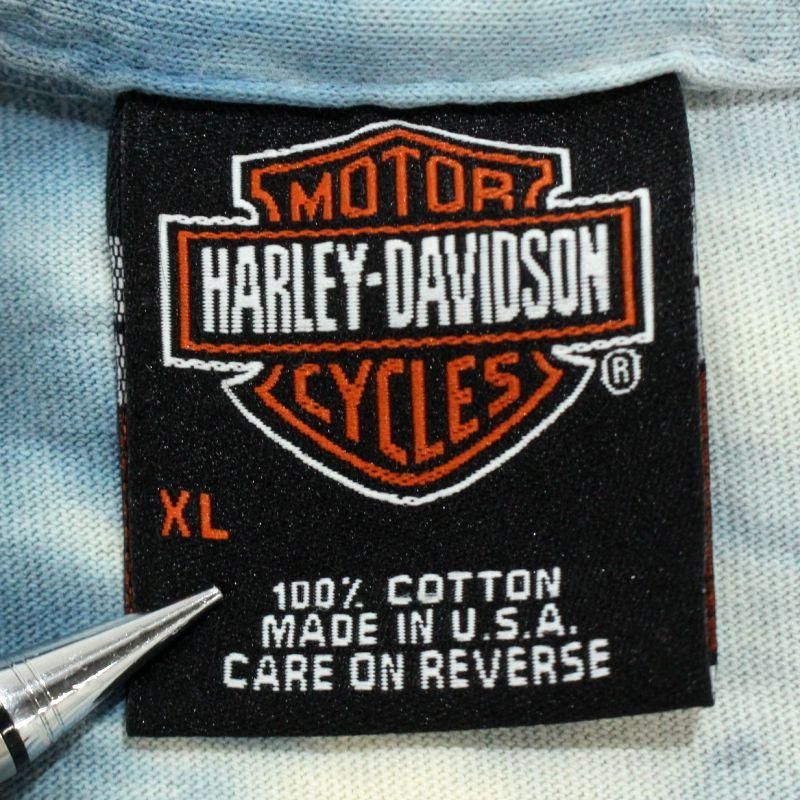 MOTOR
HARLEY-DAVIDSON
CYCLES
®
XL
100% COTTON
MADE IN U.S.A.
CARE ON REVERSE